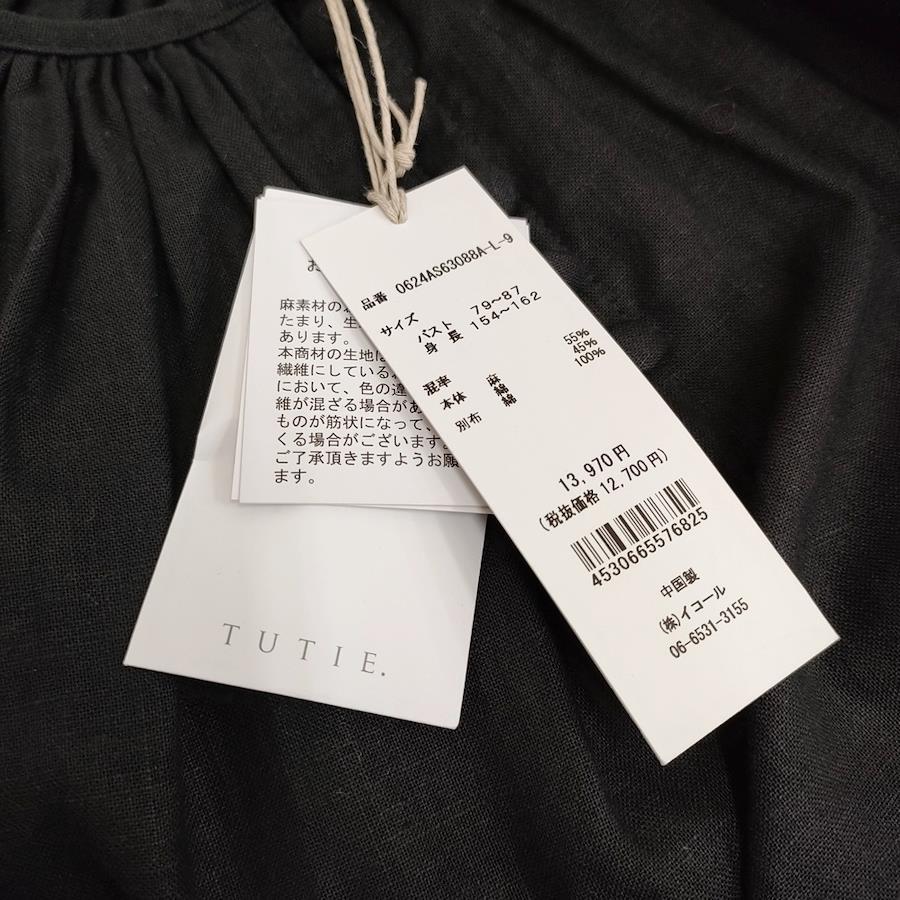 お
麻素材の
たまり、生
あります。
本商材の生地は
繊維にしている
において、色の違
維が混ざる場合があ
ものが筋状になって、
くる場合がございます。
ご了承頂きますようお願
ます。
TUTIE.
品番 0624AS63088A-L-9
サイズ
バスト 79~87
身長 154~162
混率
本体 麻 55%
綿 45%
別布 綿 100%
13,970円
(税抜価格 12,700円)
4530665576825
中国製
(株)イコール
06-6531-3155